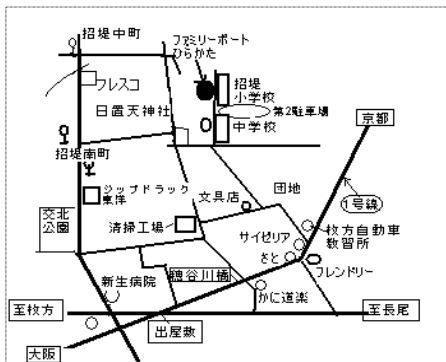 招堤中町
ファミリーポート
ひらかた
フレスコ
招堤
小学校
日置天神社
第2駐車場
中学校
京都
招堤南町
ジップドラック
東洋
文具店
団地
1号線
交北
公園
清掃工場
サイゼリア
枚方自動車
教習所
さと
フレンドリー
新生病院
穂谷川橋
かに道楽
至枚方
至長尾
出屋敷
大阪